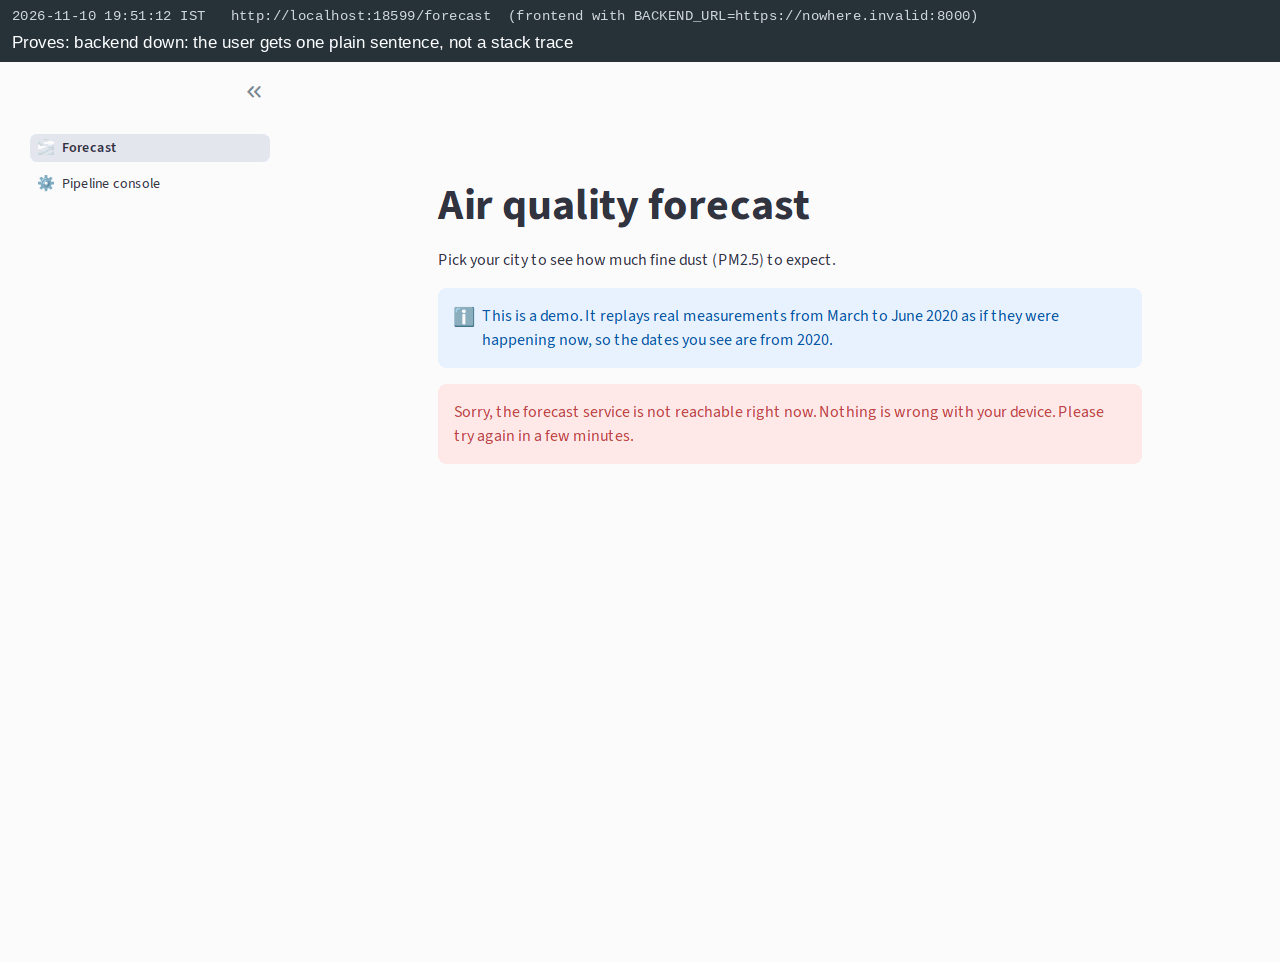 2026-11-10 19:51:12 IST   http://localhost:18599/forecast  (frontend with BACKEND_URL=https://nowhere.invalid:8000)
Proves: backend down: the user gets one plain sentence, not a stack trace
Forecast
Pipeline console
Air quality forecast
Pick your city to see how much fine dust (PM2.5) to expect.
This is a demo. It replays real measurements from March to June 2020 as if they were
happening now, so the dates you see are from 2020.
Sorry, the forecast service is not reachable right now. Nothing is wrong with your device. Please
try again in a few minutes.